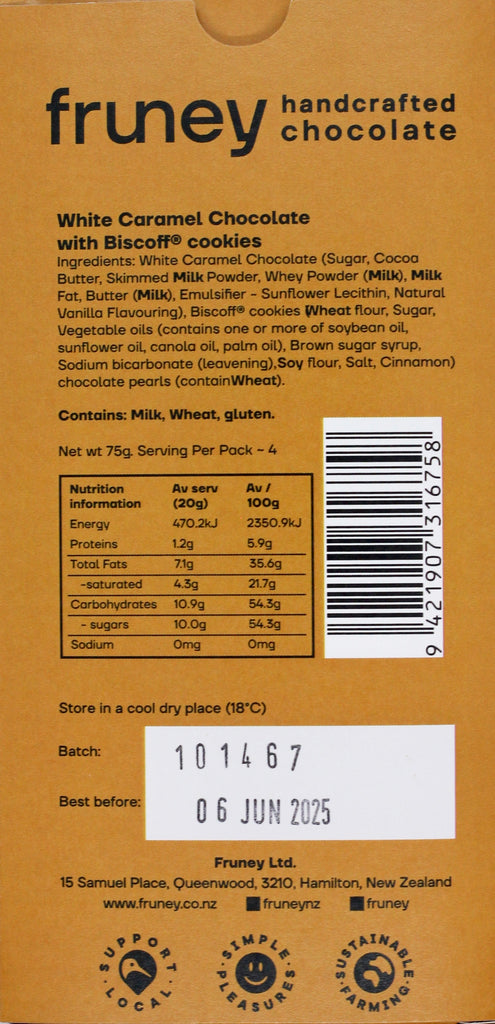 fruney handcrafted
chocolate
White Caramel Chocolate
with Biscoff® cookies
Ingredients: White Caramel Chocolate (Sugar, Cocoa
Butter, Skimmed Milk Powder, Whey Powder (Milk), Milk
Fat, Butter (Milk), Emulsifier - Sunflower Lecithin, Natural
Vanilla Flavouring), Biscoff® cookies (Wheat flour, Sugar,
Vegetable oils (contains one or more of soybean oil,
sunflower oil, canola oil, palm oil), Brown sugar syrup,
Sodium bicarbonate (leavening),Soy flour, Salt, Cinnamon)
chocolate pearls (containWheat).
Contains: Milk, Wheat, gluten.
Net wt 75g. Serving Per Pack - 4
Nutrition information Av serv (20g) Av / 100g
Energy 470.2kJ 2350.9kJ
Proteins 1.2g 5.9g
Total Fats 7.1g 35.6g
-saturated 4.3g 21.7g
Carbohydrates 10.9g 54.3g
- sugars 10.0g 54.3g
Sodium 0mg 0mg
9 421907 316758
Store in a cool dry place (18°C)
Batch: 101467
Best before: 06 JUN 2025
Fruney Ltd.
15 Samuel Place, Queenwood, 3210, Hamilton, New Zealand
www.fruney.co.nz fruneynz fruney
SUPPORT LOCAL
SIMPLE PLEASURES
SUSTAINABLE FARMING